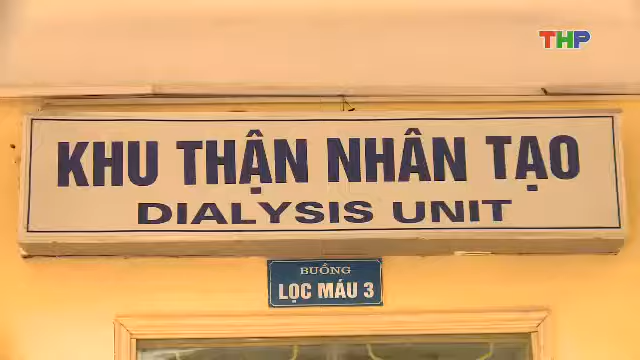 THP
KHU THẬN NHÂN TẠO
DIALYSIS UNIT
BUỒNG
LỌC MÁU 3